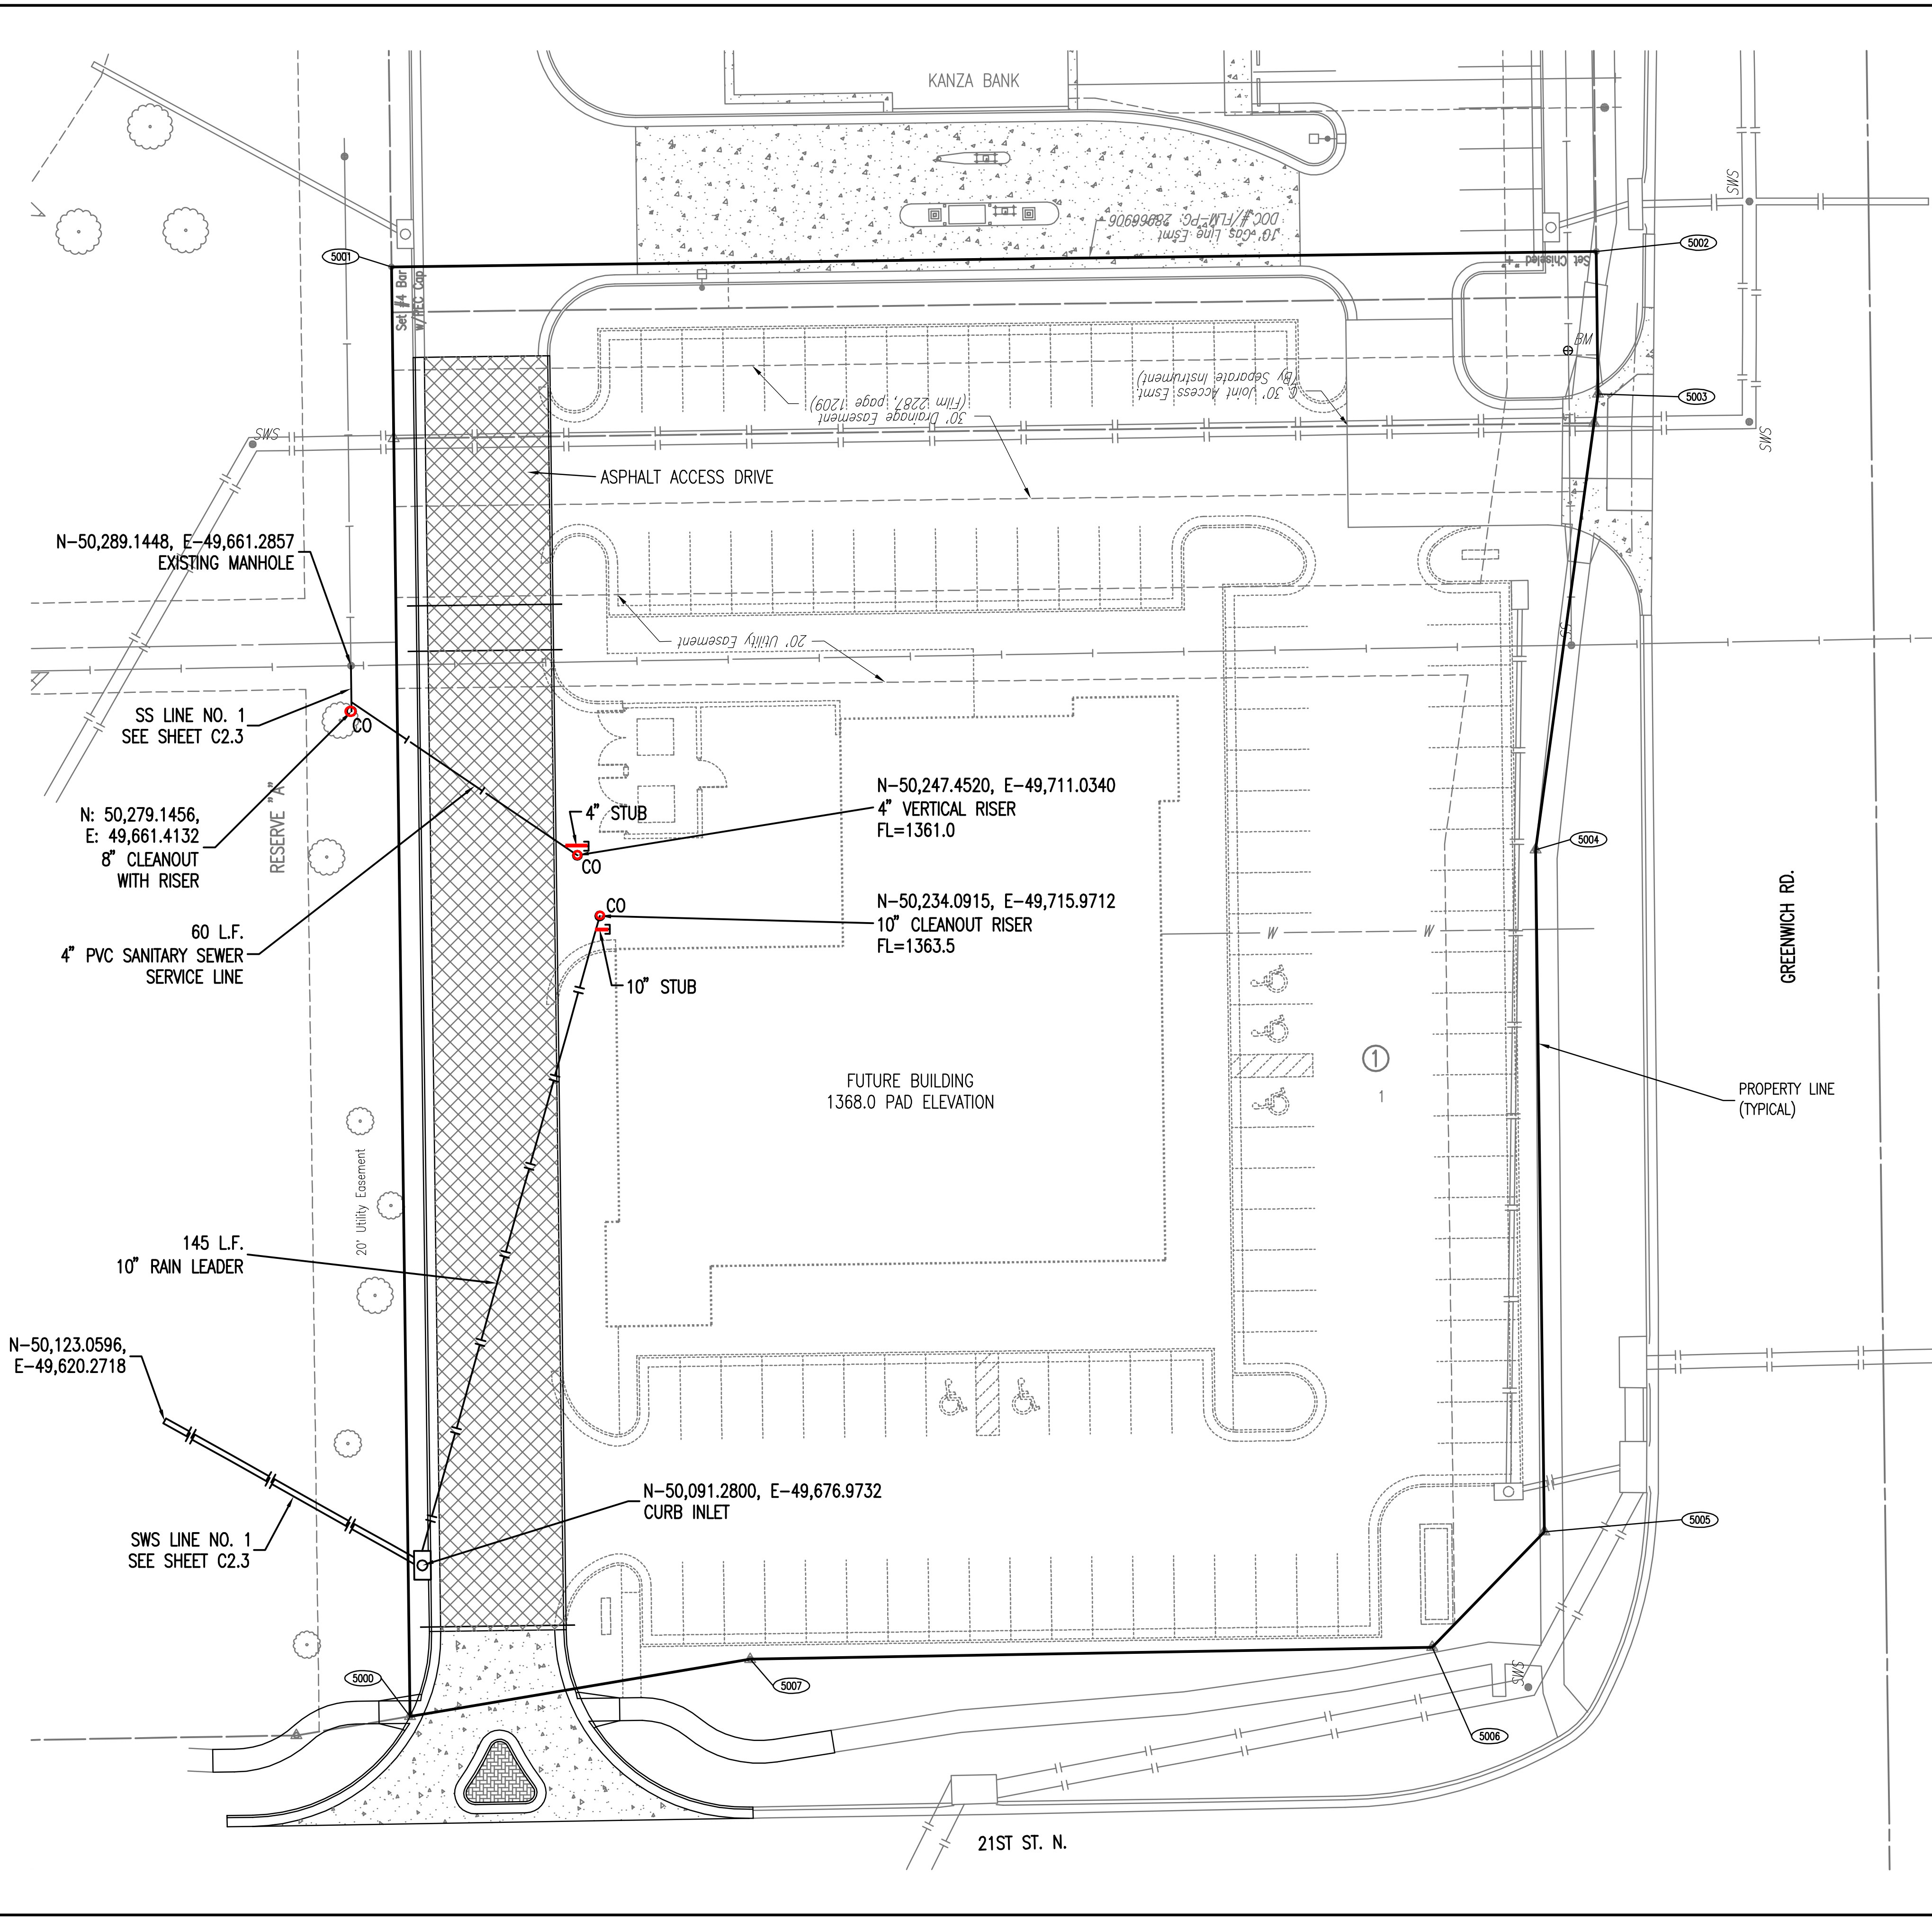 KANZA BANK
10' Gas Line Esmt
DOC.#/FLM-PG: 28966906
5001
5002
Set #4 Bar
w/REC Cap
Set Chiseled "+"
BM
SWS
30' Drainage Easement
(Film 2287, page 1209)
₵ 30' Joint Access Esmt
(By Separate Instrument)
5003
SWS
SWS
ASPHALT ACCESS DRIVE
N-50,289.1448, E-49,661.2857
EXISTING MANHOLE
20' Utility Easement
SS
SS LINE NO. 1
SEE SHEET C2.3
CO
N: 50,279.1456,
E: 49,661.4132
8" CLEANOUT
WITH RISER
RESERVE "A"
4" STUB
CO
N-50,247.4520, E-49,711.0340
4" VERTICAL RISER
FL=1361.0
5004
CO
N-50,234.0915, E-49,715.9712
10" CLEANOUT RISER
FL=1363.5
60 L.F.
4" PVC SANITARY SEWER
SERVICE LINE
10" STUB
W
W
GREENWICH RD.
FUTURE BUILDING
1368.0 PAD ELEVATION
1
1
PROPERTY LINE
(TYPICAL)
20' Utility Easement
145 L.F.
10" RAIN LEADER
N-50,123.0596,
E-49,620.2718
N-50,091.2800, E-49,676.9732
CURB INLET
SWS LINE NO. 1
SEE SHEET C2.3
5005
5000
5007
SWS
5006
21ST ST. N.